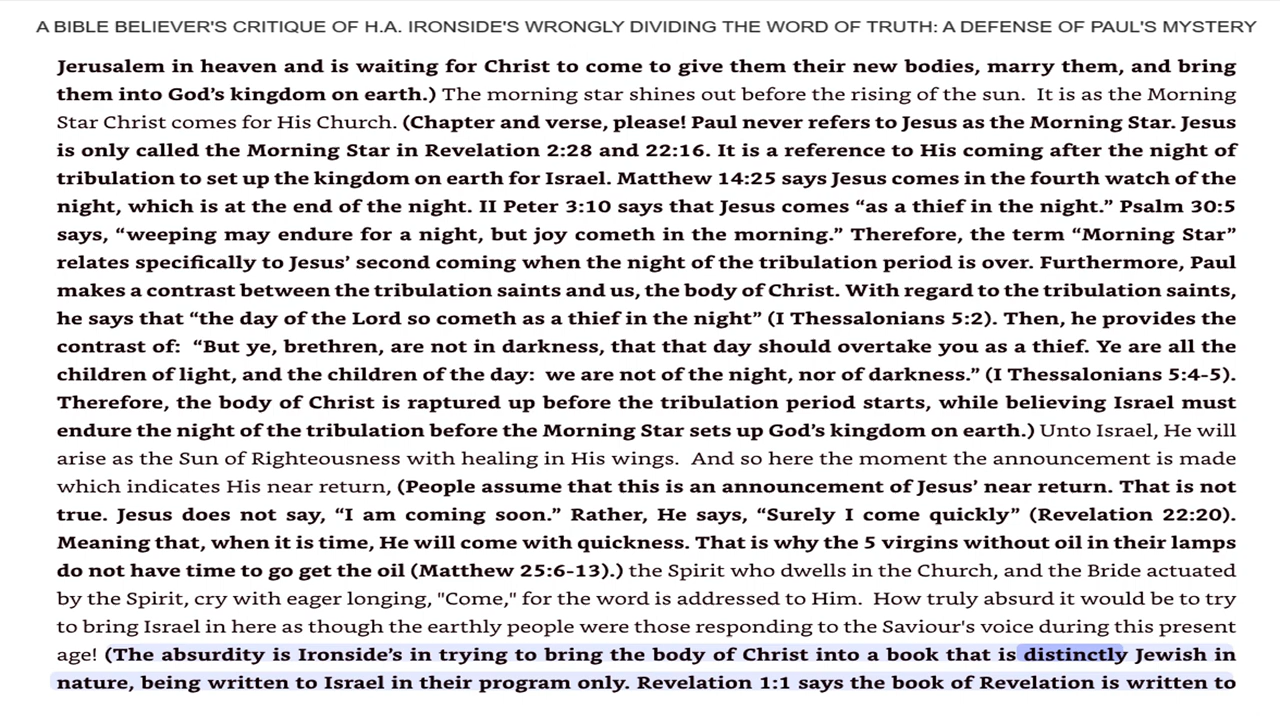 A BIBLE BELIEVER'S CRITIQUE OF H.A. IRONSIDE'S WRONGLY DIVIDING THE WORD OF TRUTH: A DEFENSE OF PAUL'S MYSTERY
Jerusalem in heaven and is waiting for Christ to come to give them their new bodies, marry them, and bring
them into God’s kingdom on earth.) The morning star shines out before the rising of the sun. It is as the Morning
Star Christ comes for His Church. (Chapter and verse, please! Paul never refers to Jesus as the Morning Star. Jesus
is only called the Morning Star in Revelation 2:28 and 22:16. It is a reference to His coming after the night of
tribulation to set up the kingdom on earth for Israel. Matthew 14:25 says Jesus comes in the fourth watch of the
night, which is at the end of the night. II Peter 3:10 says that Jesus comes “as a thief in the night.” Psalm 30:5
says, “weeping may endure for a night, but joy cometh in the morning.” Therefore, the term “Morning Star”
relates specifically to Jesus’ second coming when the night of the tribulation period is over. Furthermore, Paul
makes a contrast between the tribulation saints and us, the body of Christ. With regard to the tribulation saints,
he says that “the day of the Lord so cometh as a thief in the night” (I Thessalonians 5:2). Then, he provides the
contrast of: “But ye, brethren, are not in darkness, that that day should overtake you as a thief. Ye are all the
children of light, and the children of the day: we are not of the night, nor of darkness.” (I Thessalonians 5:4-5).
Therefore, the body of Christ is raptured up before the tribulation period starts, while believing Israel must
endure the night of the tribulation before the Morning Star sets up God’s kingdom on earth.) Unto Israel, He will
arise as the Sun of Righteousness with healing in His wings. And so here the moment the announcement is made
which indicates His near return, (People assume that this is an announcement of Jesus’ near return. That is not
true. Jesus does not say, “I am coming soon.” Rather, He says, “Surely I come quickly” (Revelation 22:20).
Meaning that, when it is time, He will come with quickness. That is why the 5 virgins without oil in their lamps
do not have time to go get the oil (Matthew 25:6-13).) the Spirit who dwells in the Church, and the Bride actuated
by the Spirit, cry with eager longing, "Come," for the word is addressed to Him. How truly absurd it would be to try
to bring Israel in here as though the earthly people were those responding to the Saviour's voice during this present
age! (The absurdity is Ironside’s in trying to bring the body of Christ into a book that is distinctly Jewish in
nature, being written to Israel in their program only. Revelation 1:1 says the book of Revelation is written to